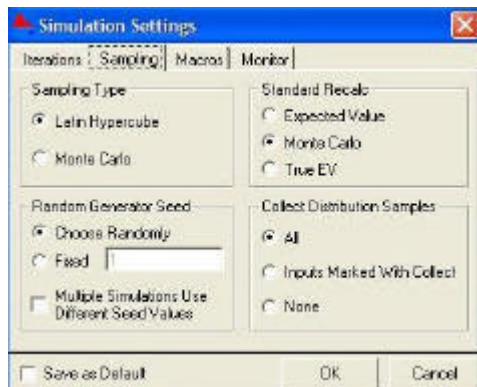 Simulation Settings
Iterations Sampling Macros Monitor
Sampling Type
Latin Hypercube
Monte Carlo
Standard Recalc
Expected Value
Monte Carlo
True EV
Random Generator Seed
Choose Randomly
Fixed 1
Multiple Simulations Use
Different Seed Values
Collect Distribution Samples
All
Inputs Marked With Collect
None
Save as Default
OK
Cancel